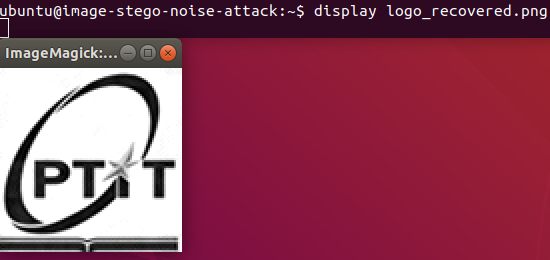 ubuntu@image-stego-noise-attack:~$ display logo_recovered.png
ImageMagick:...
PTIT